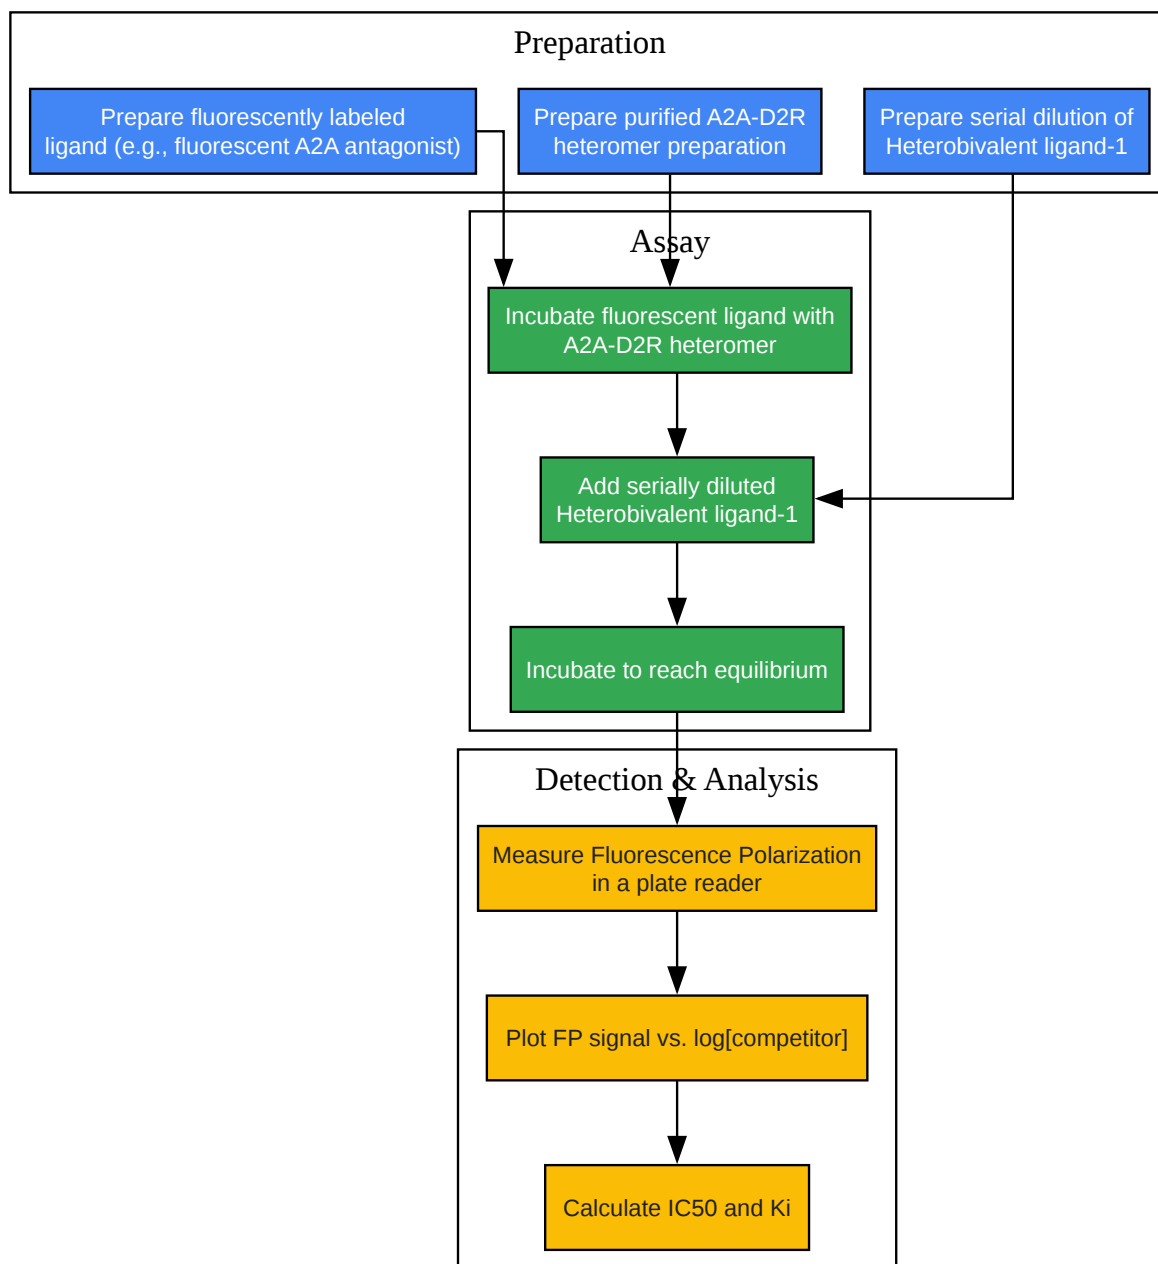 Preparation
Prepare fluorescently labeled
ligand (e.g., fluorescent A2A antagonist)
Prepare purified A2A-D2R
heteromer preparation
Prepare serial dilution of
Heterobivalent ligand-1
Assay
Incubate fluorescent ligand with
A2A-D2R heteromer
Add serially diluted
Heterobivalent ligand-1
Incubate to reach equilibrium
Detection & Analysis
Measure Fluorescence Polarization
in a plate reader
Plot FP signal vs. log[competitor]
Calculate IC50 and Ki